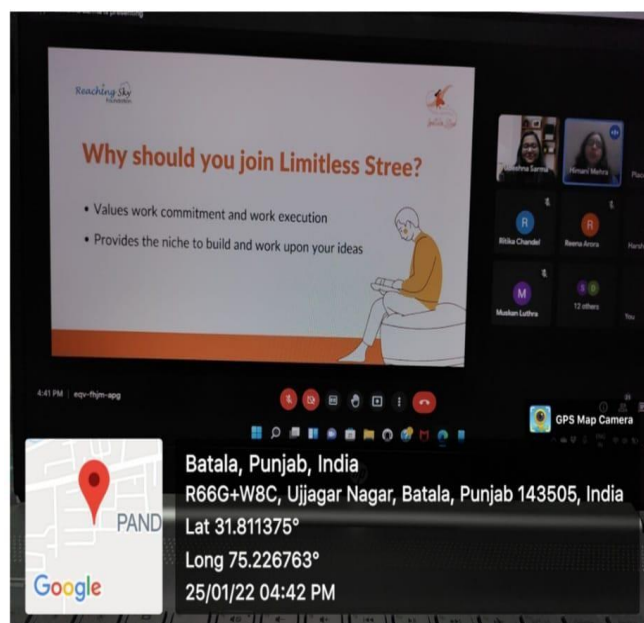 Reaching Sky
Foundation
Why should you join Limitless Stree?
• Values work commitment and work execution
• Provides the niche to build and work upon your ideas
Himani Mehra
R
R
Ritika Chandel
Reena Arora
M
S
Muskan Luthra
12 others
You
4:41 PM | eqv-fhjm-apg
GPS Map Camera
PAND
Google
Batala, Punjab, India
R66G+W8C, Ujjagar Nagar, Batala, Punjab 143505, India
Lat 31.811375°
Long 75.226763°
25/01/22 04:42 PM